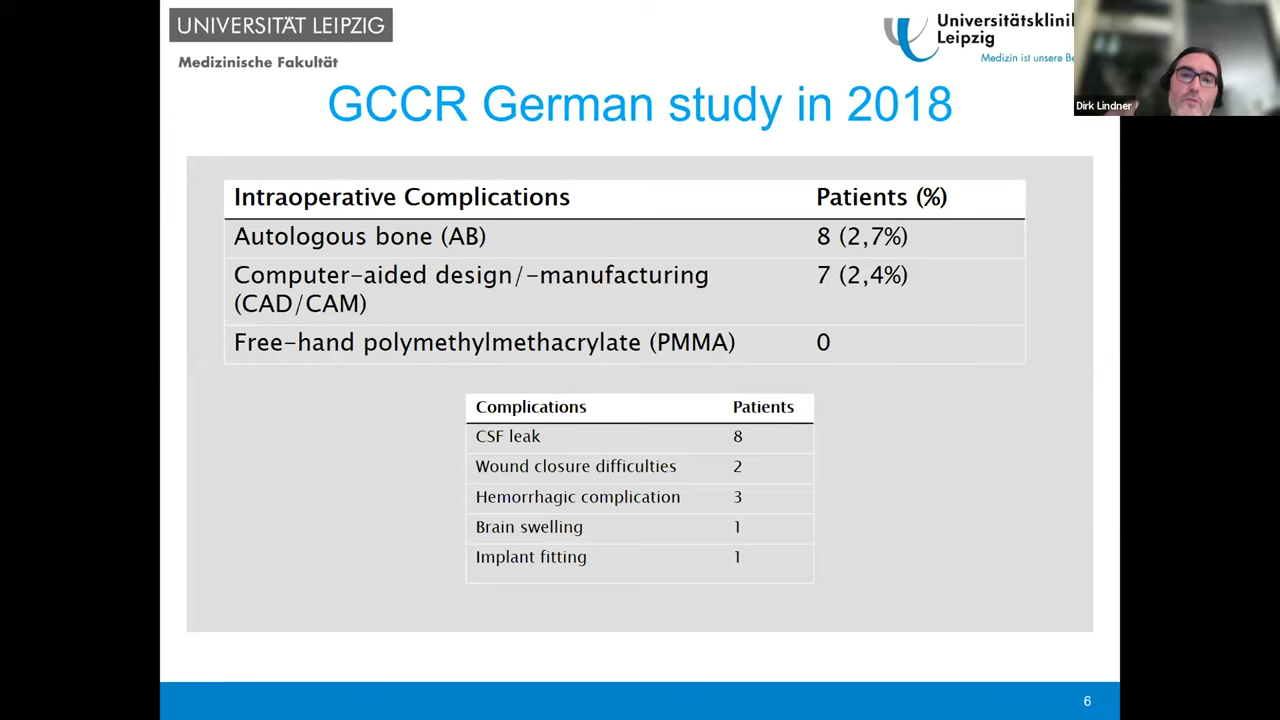 UNIVERSITÄT LEIPZIG
Medizinische Fakultät
Universitätsklinik
Leipzig
Medizin ist unsere
Dirk Lindner
GCCR German study in 2018
Intraoperative Complications Patients (%)
Autologous bone (AB) 8 (2,7%)
Computer-aided design/-manufacturing 7 (2,4%)
(CAD/CAM)
Free-hand polymethylmethacrylate (PMMA) 0
Complications Patients
CSF leak 8
Wound closure difficulties 2
Hemorrhagic complication 3
Brain swelling 1
Implant fitting 1
6